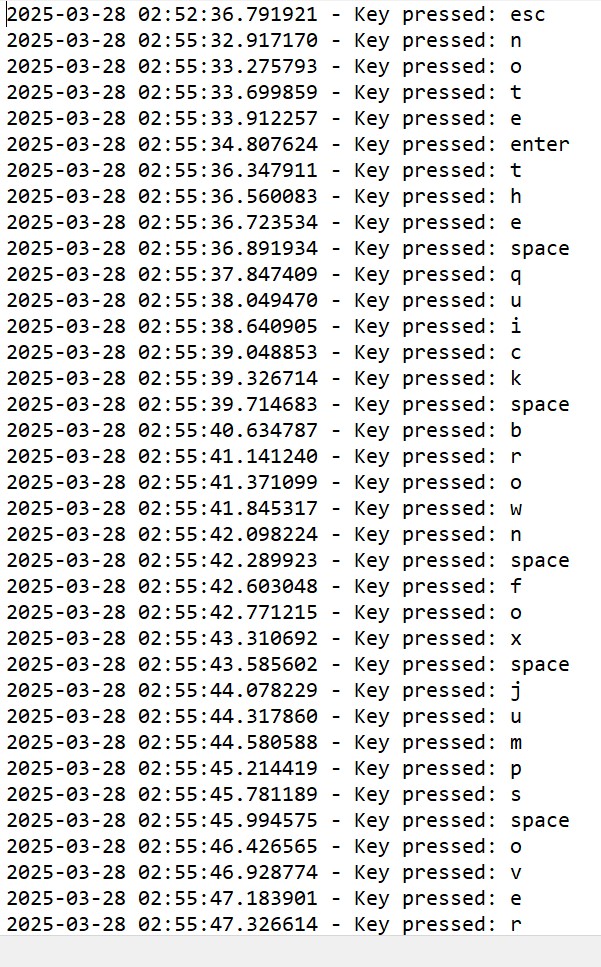 2025-03-28 02:52:36.791921 - Key pressed: esc
2025-03-28 02:55:32.917170 - Key pressed: n
2025-03-28 02:55:33.275793 - Key pressed: o
2025-03-28 02:55:33.699859 - Key pressed: t
2025-03-28 02:55:33.912257 - Key pressed: e
2025-03-28 02:55:34.807624 - Key pressed: enter
2025-03-28 02:55:36.347911 - Key pressed: t
2025-03-28 02:55:36.560083 - Key pressed: h
2025-03-28 02:55:36.723534 - Key pressed: e
2025-03-28 02:55:36.891934 - Key pressed: space
2025-03-28 02:55:37.847409 - Key pressed: q
2025-03-28 02:55:38.049470 - Key pressed: u
2025-03-28 02:55:38.640905 - Key pressed: i
2025-03-28 02:55:39.048853 - Key pressed: c
2025-03-28 02:55:39.326714 - Key pressed: k
2025-03-28 02:55:39.714683 - Key pressed: space
2025-03-28 02:55:40.634787 - Key pressed: b
2025-03-28 02:55:41.141240 - Key pressed: r
2025-03-28 02:55:41.371099 - Key pressed: o
2025-03-28 02:55:41.845317 - Key pressed: w
2025-03-28 02:55:42.098224 - Key pressed: n
2025-03-28 02:55:42.289923 - Key pressed: space
2025-03-28 02:55:42.603048 - Key pressed: f
2025-03-28 02:55:42.771215 - Key pressed: o
2025-03-28 02:55:43.310692 - Key pressed: x
2025-03-28 02:55:43.585602 - Key pressed: space
2025-03-28 02:55:44.078229 - Key pressed: j
2025-03-28 02:55:44.317860 - Key pressed: u
2025-03-28 02:55:44.580588 - Key pressed: m
2025-03-28 02:55:45.214419 - Key pressed: p
2025-03-28 02:55:45.781189 - Key pressed: s
2025-03-28 02:55:45.994575 - Key pressed: space
2025-03-28 02:55:46.426565 - Key pressed: o
2025-03-28 02:55:46.928774 - Key pressed: v
2025-03-28 02:55:47.183901 - Key pressed: e
2025-03-28 02:55:47.326614 - Key pressed: r